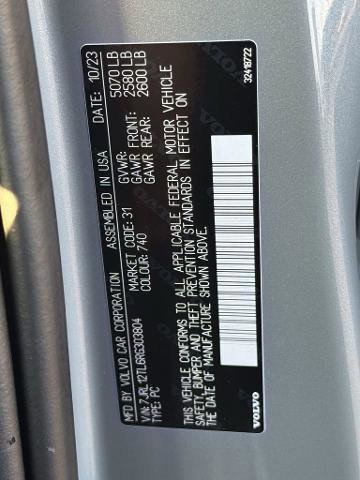 MFD BY VOLVO CAR CORPORATION ASSEMBLED IN USA DATE: 10/23
V/N: 7JRL12TL6RG303804 GVWR: 5070 LB
TYPE: PC MARKET CODE: 31 GAWR FRONT: 2580 LB
COLOUR: 740 GAWR REAR: 2600 LB
THIS VEHICLE CONFORMS TO ALL APPLICABLE FEDERAL MOTOR VEHICLE
SAFETY, BUMPER AND THEFT PREVENTION STANDARDS IN EFFECT ON
THE DATE OF MANUFACTURE SHOWN ABOVE.
VOLVO 32418722